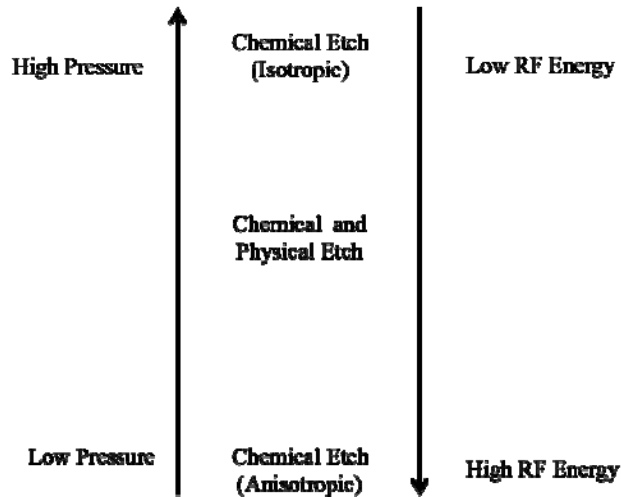 High Pressure
Chemical Etch
(Isotropic)
Low RF Energy
Chemical and
Physical Etch
Low Pressure
Chemical Etch
(Anisotropic)
High RF Energy